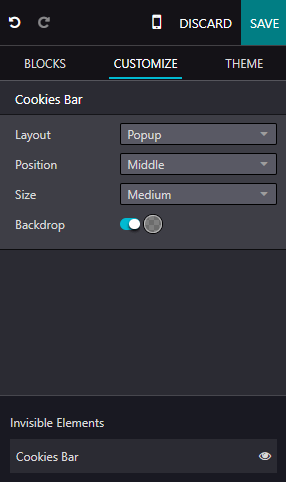 DISCARD SAVE
BLOCKS CUSTOMIZE THEME
Cookies Bar
Layout Popup
Position Middle
Size Medium
Backdrop
Invisible Elements
Cookies Bar